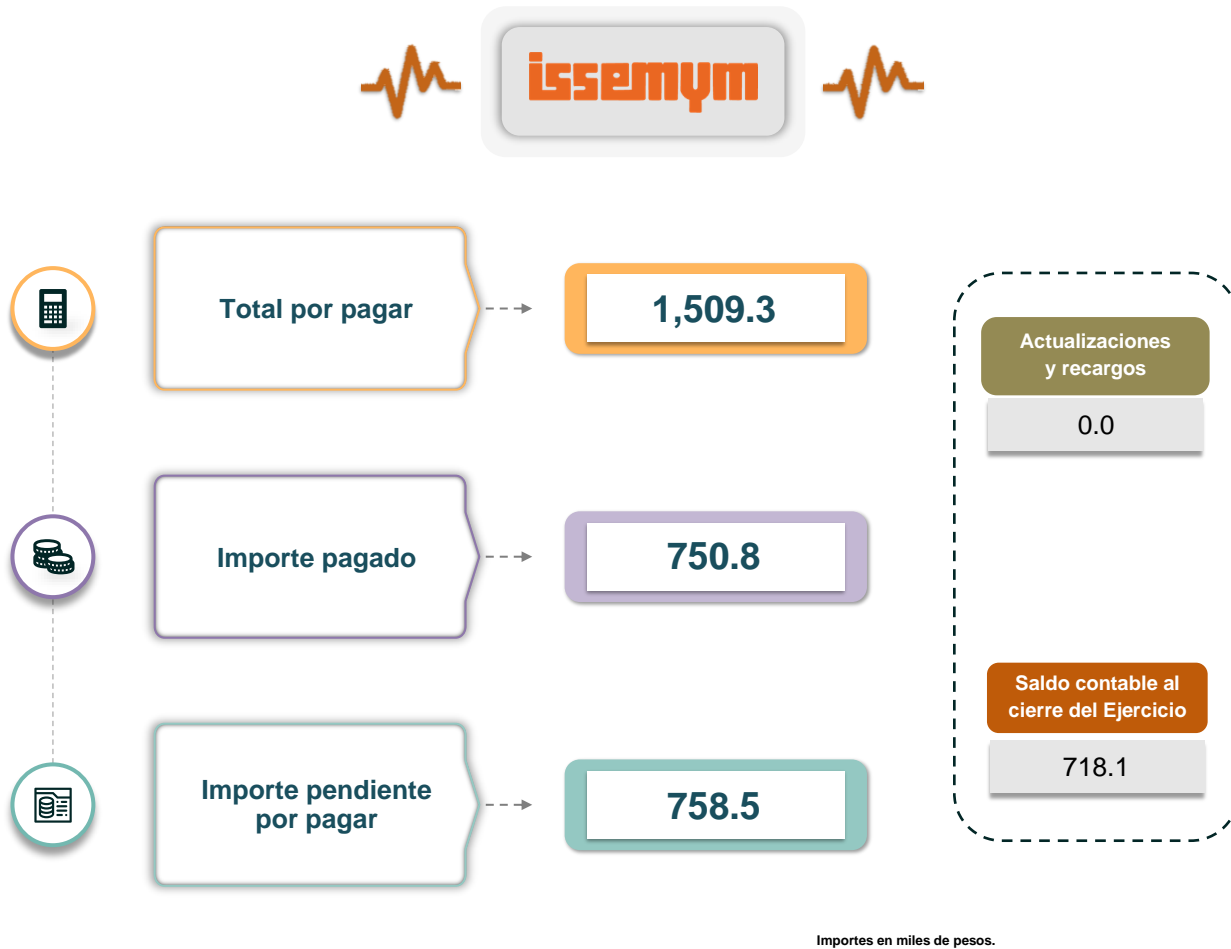 issemym
Total por pagar
1,509.3
Actualizaciones
y recargos
0.0
Importe pagado
750.8
Importe pendiente
por pagar
758.5
Saldo contable al
cierre del Ejercicio
718.1
Importes en miles de pesos.